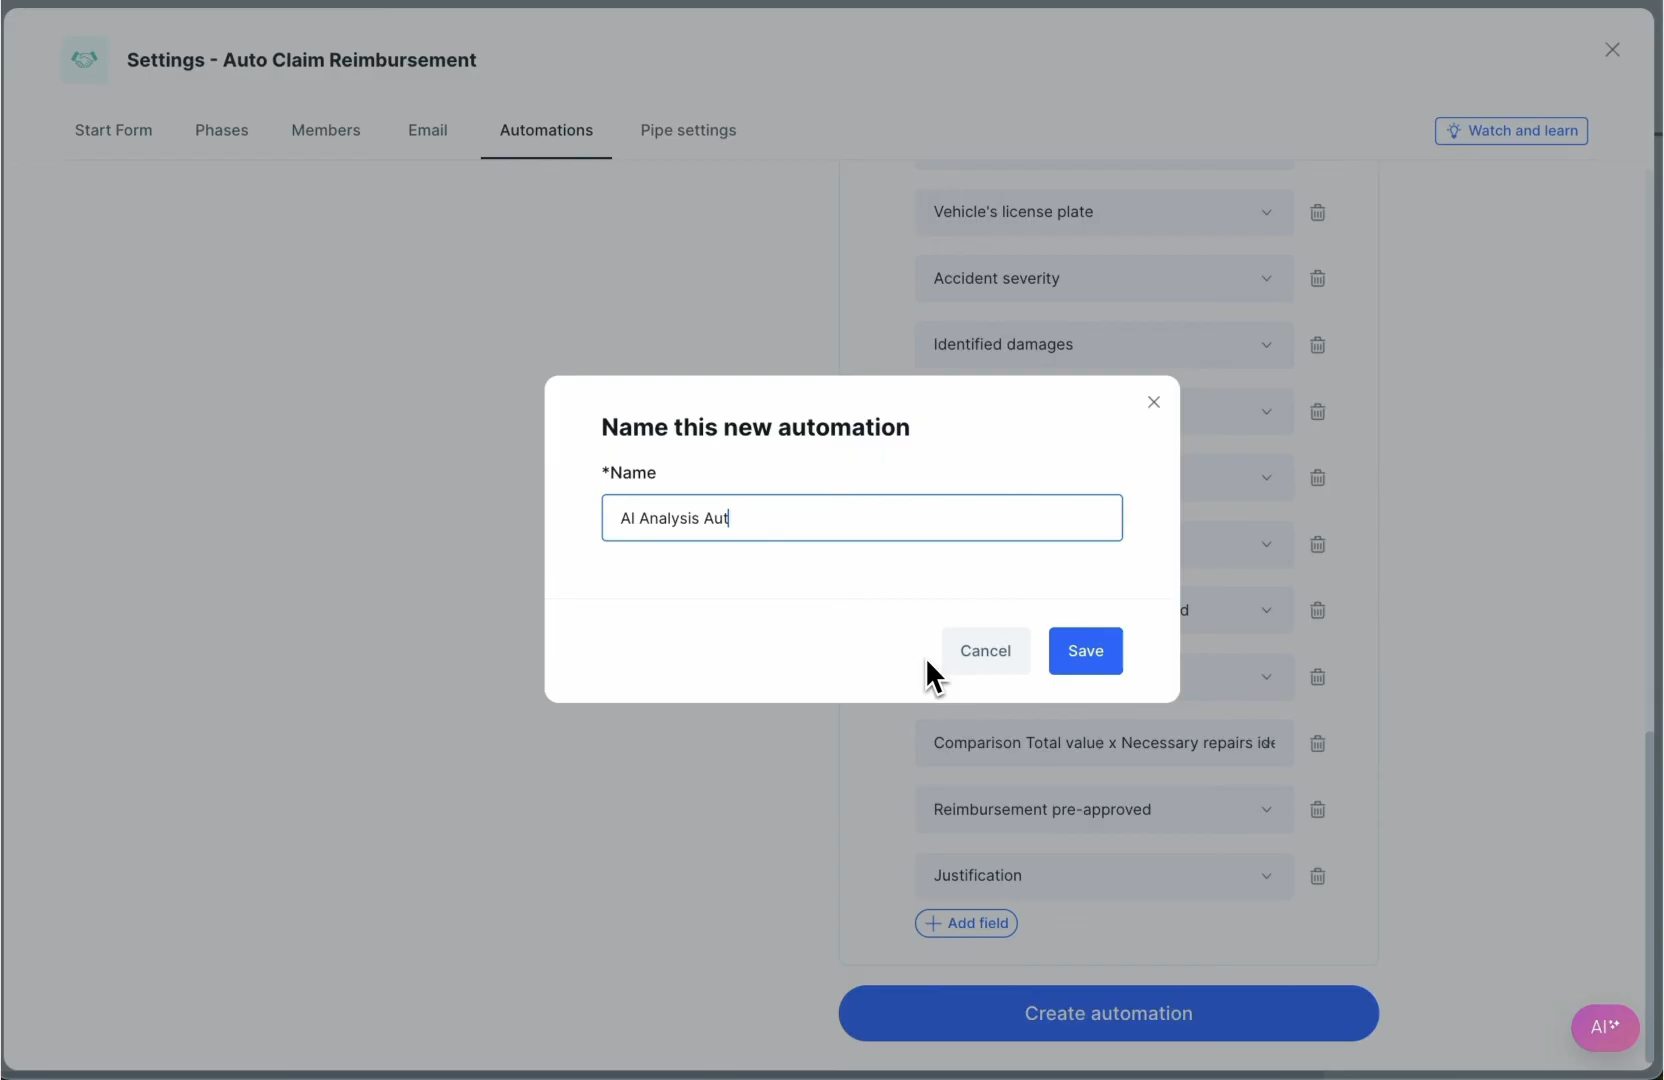 Settings - Auto Claim Reimbursement
Start Form Phases Members Email Automations Pipe settings Watch and learn
Vehicle's license plate
Accident severity
Identified damages
Name this new automation
*Name
AI Analysis Aut
d
Cancel Save
Comparison Total value x Necessary repairs ide
Reimbursement pre-approved
Justification
Add field
Create automation
AI